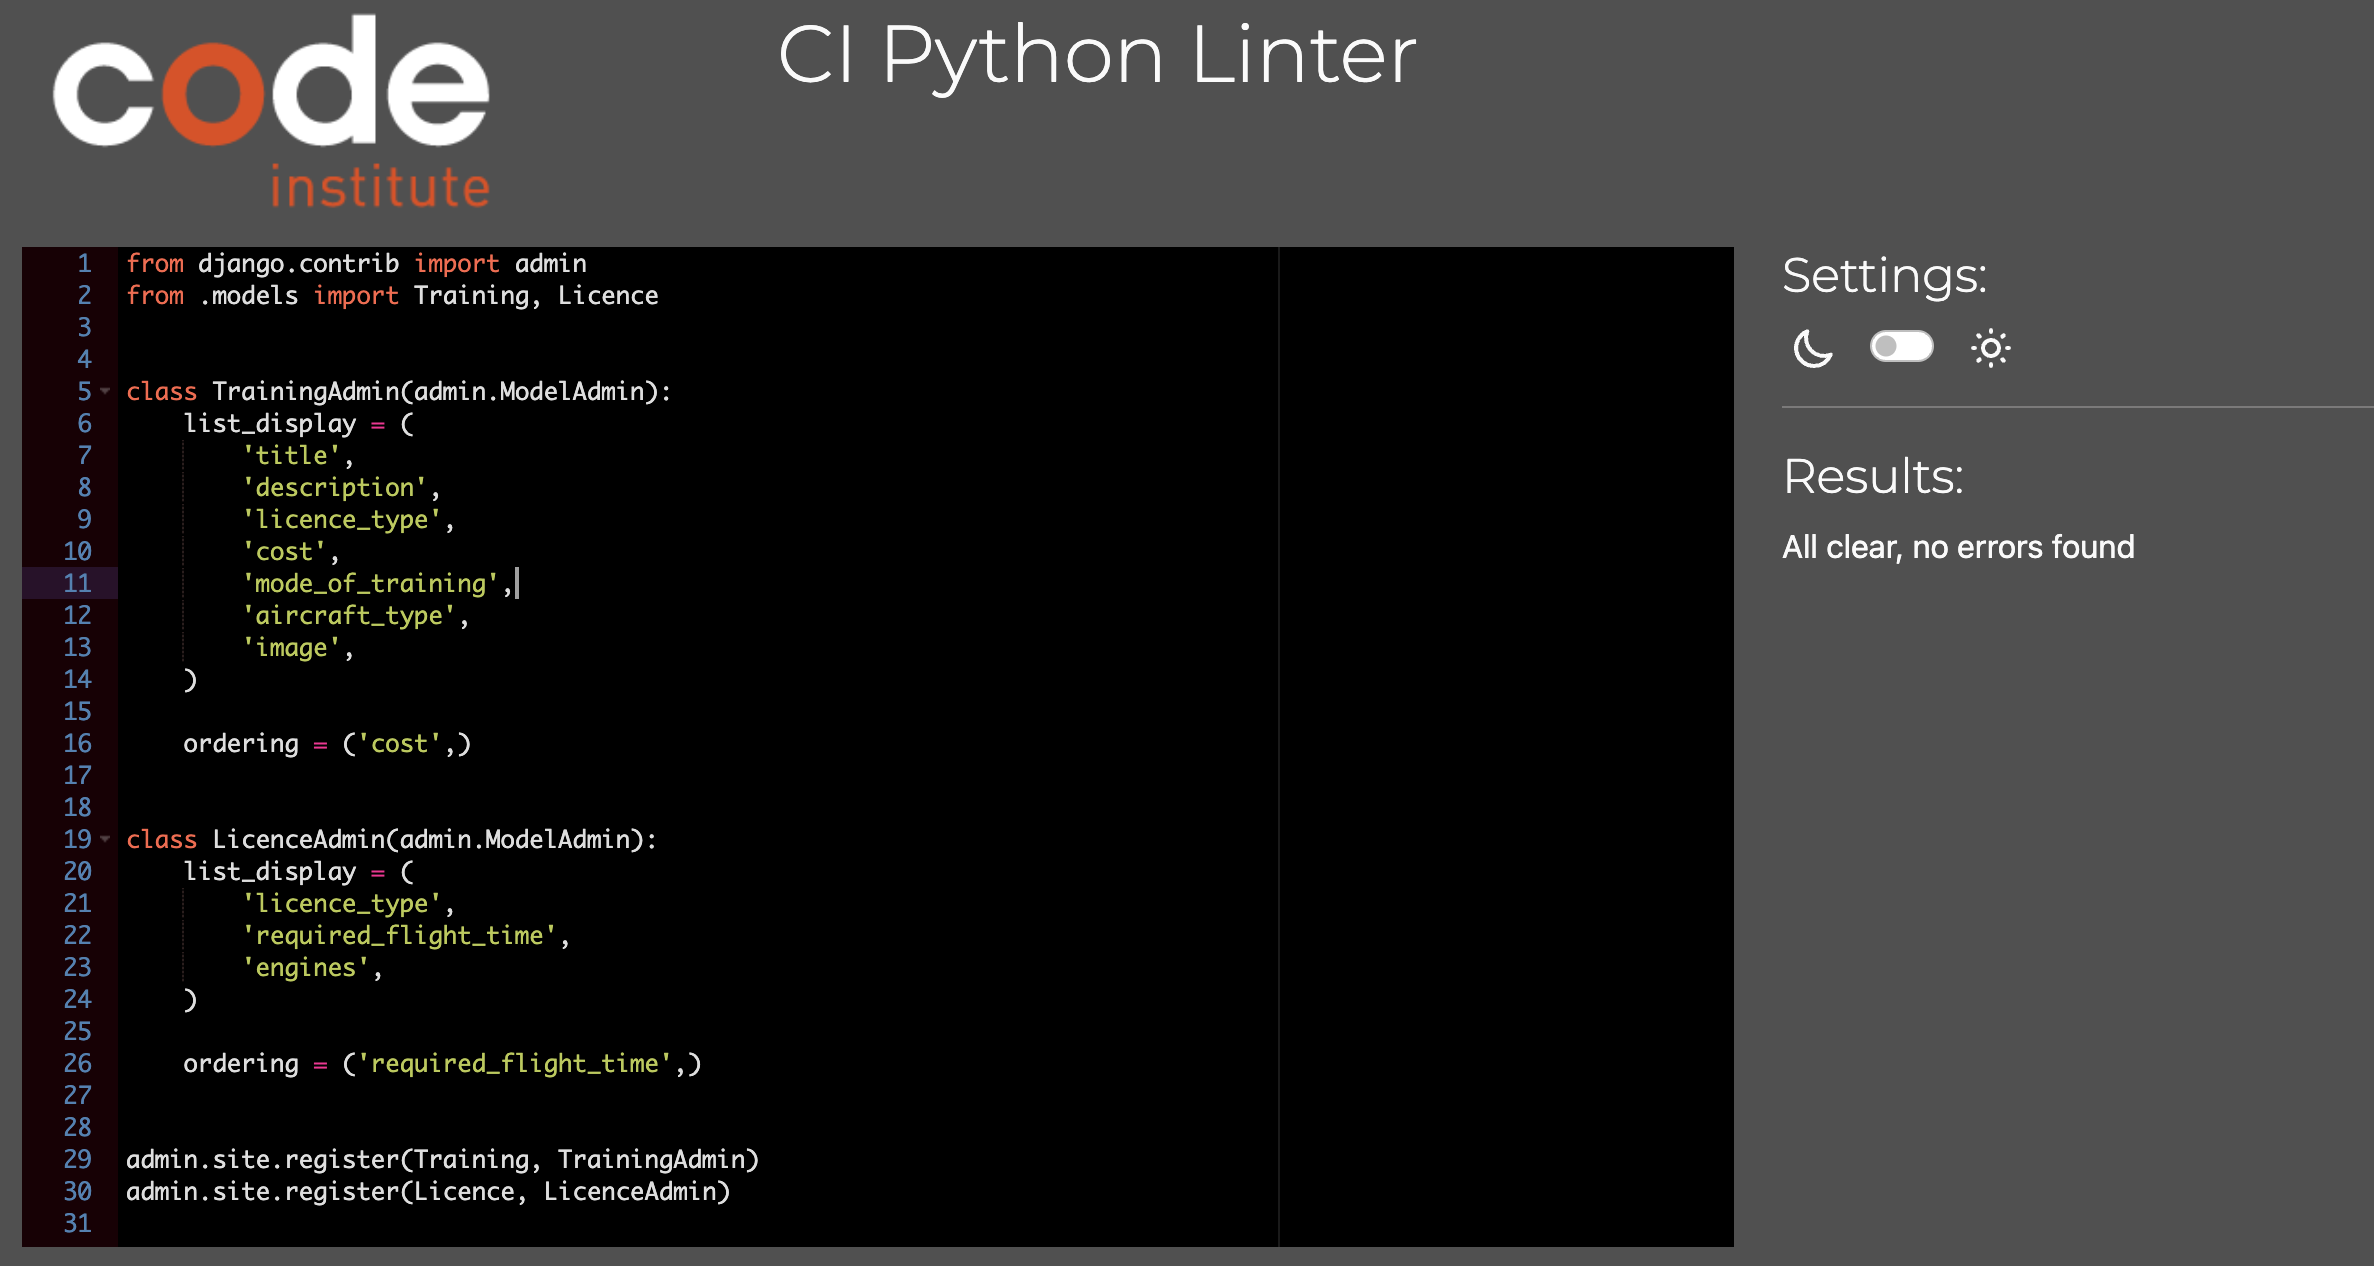 code
institute
CI Python Linter
1 from django.contrib import admin
2 from .models import Training, Licence
3
4
5 class TrainingAdmin(admin.ModelAdmin):
6     list_display = (
7         'title',
8         'description',
9         'licence_type',
10         'cost',
11         'mode_of_training',
12         'aircraft_type',
13         'image',
14     )
15
16     ordering = ('cost',)
17
18
19 class LicenceAdmin(admin.ModelAdmin):
20     list_display = (
21         'licence_type',
22         'required_flight_time',
23         'engines',
24     )
25
26     ordering = ('required_flight_time',)
27
28
29 admin.site.register(Training, TrainingAdmin)
30 admin.site.register(Licence, LicenceAdmin)
31
Settings:
Results:
All clear, no errors found